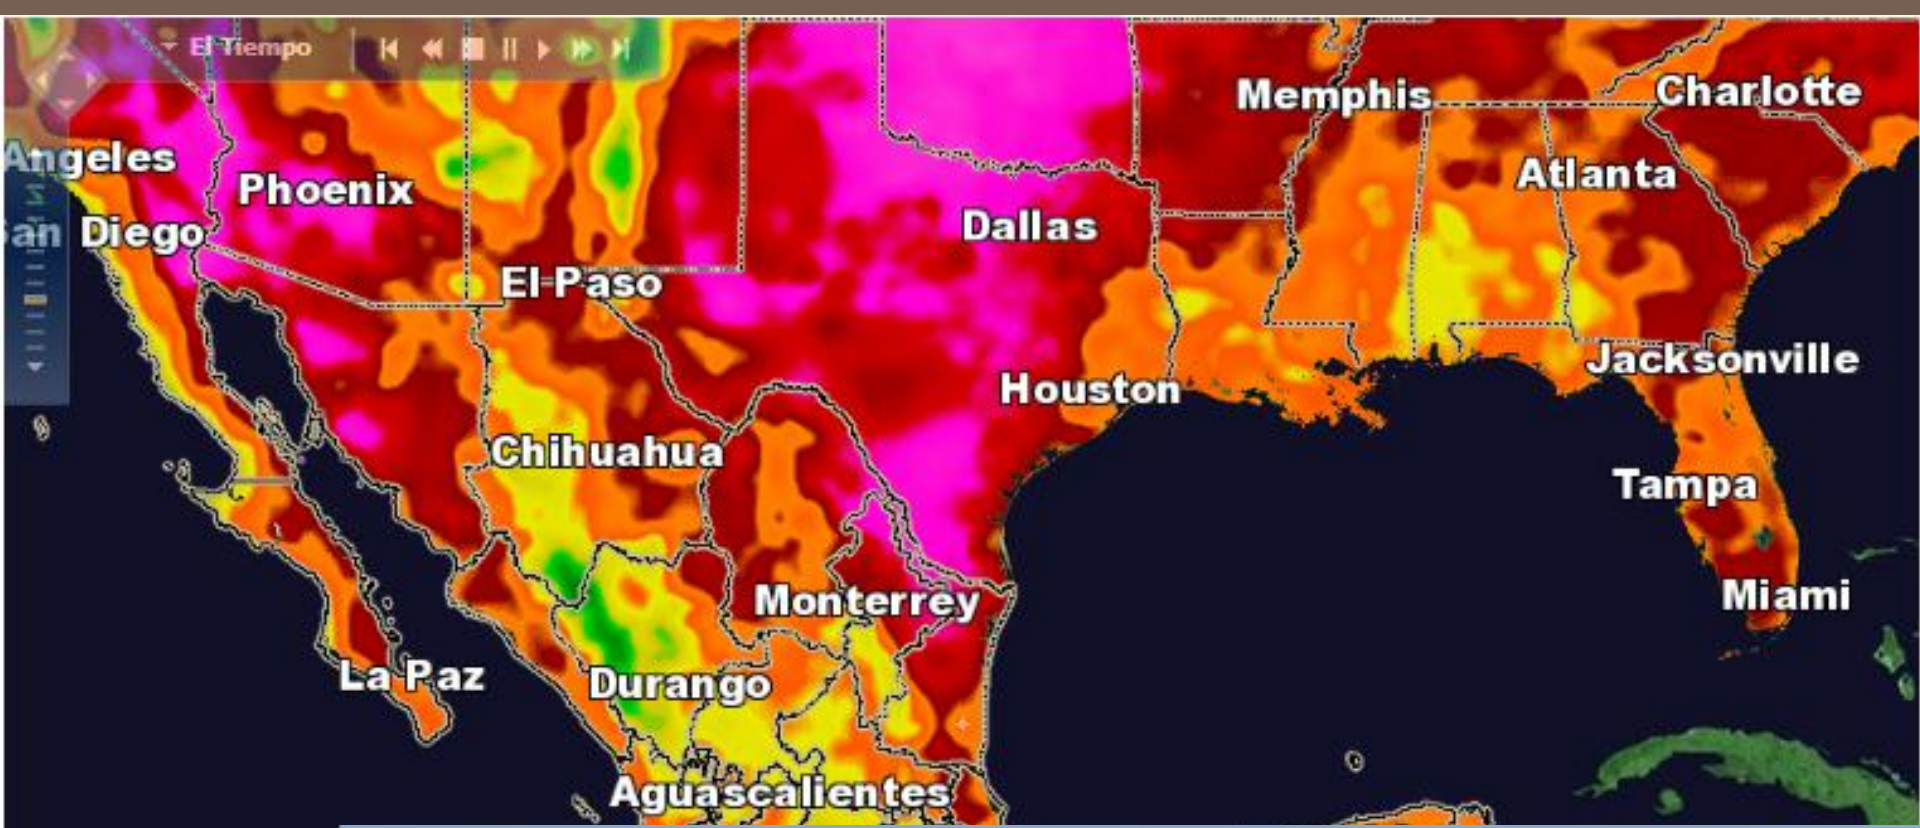 El Tiempo
Memphis
Charlotte
Angeles
Atlanta
Phoenix
San Diego
Dallas
El Paso
Jacksonville
Houston
Chihuahua
Tampa
Monterrey
Miami
La Paz
Durango
Aguascalientes